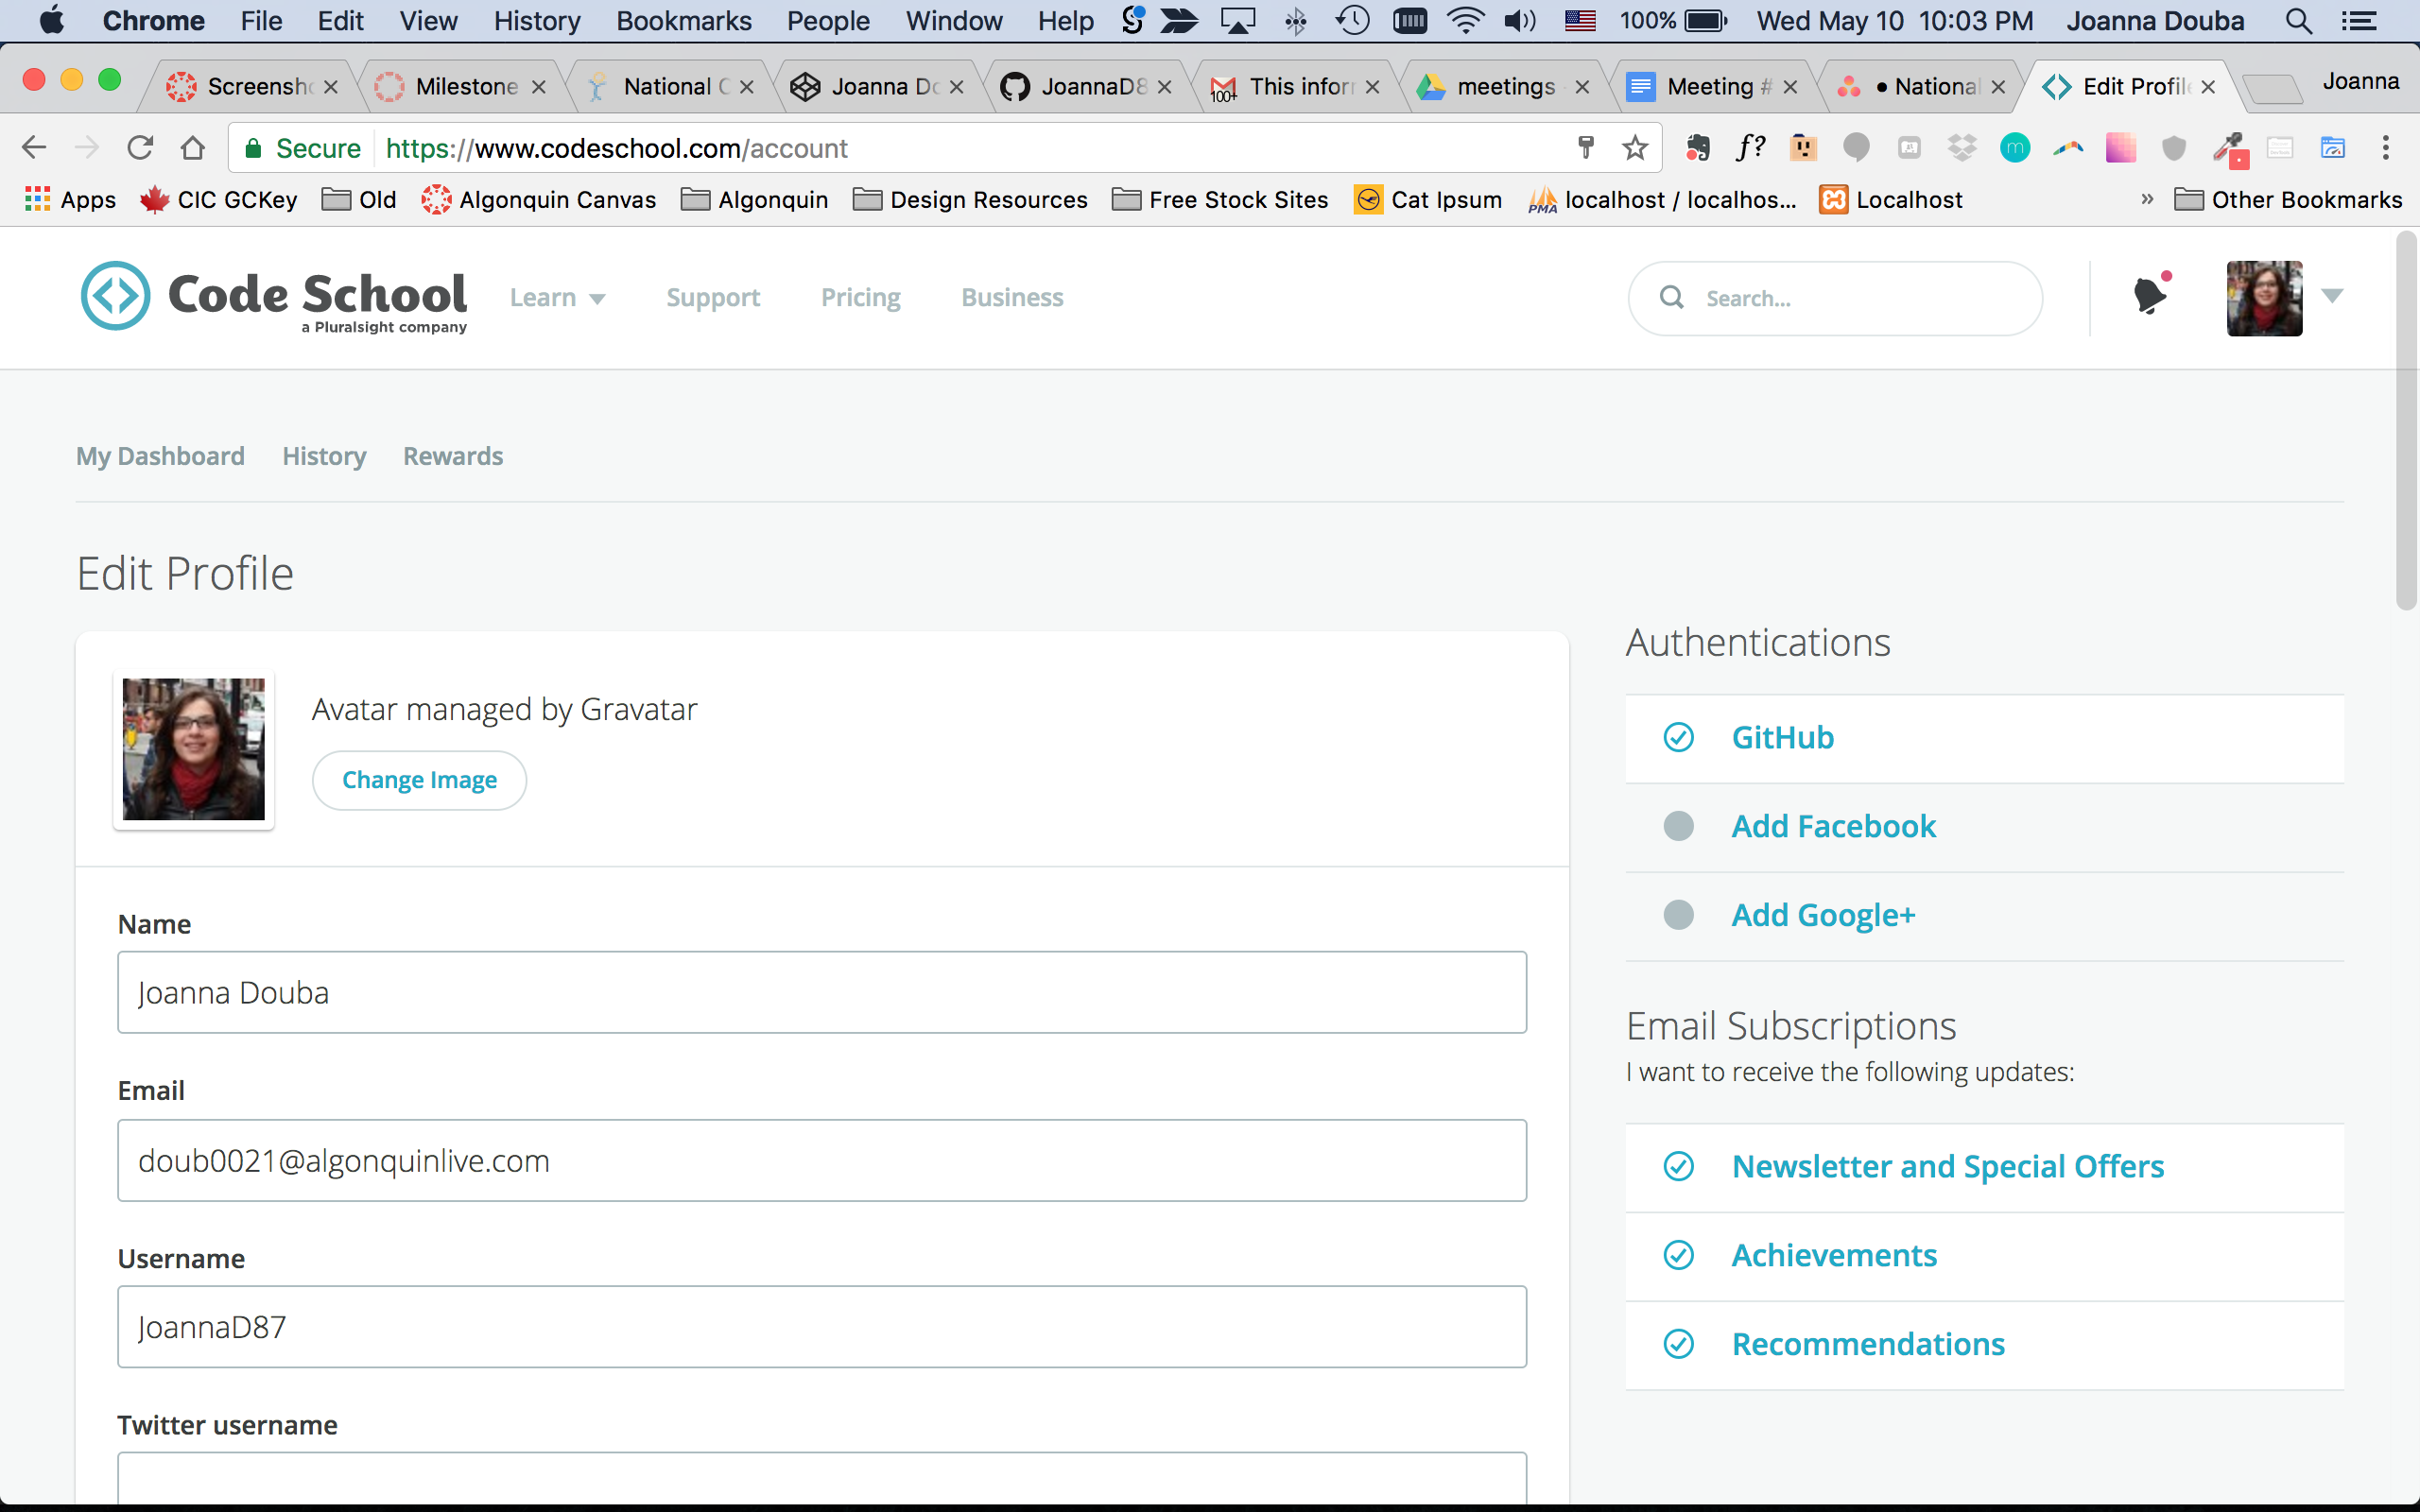 Chrome File Edit View History Bookmarks People Window Help 100% Wed May 10 10:03 PM Joanna Douba
Screensho Milestone National C Joanna Do JoannaD8 100+ This infor meetings Meeting # • National Edit Profile Joanna
Secure https://www.codeschool.com/account f? m
Apps CIC GCKey Old Algonquin Canvas Algonquin Design Resources Free Stock Sites Cat Ipsum PMA localhost / localhos... Localhost » Other Bookmarks
Code School
a Pluralsight company
Learn Support Pricing Business Search...
My Dashboard History Rewards
Edit Profile
Avatar managed by Gravatar
Change Image
Name
Joanna Douba
Email
doub0021@algonquinlive.com
Username
JoannaD87
Twitter username
Authentications
GitHub
Add Facebook
Add Google+
Email Subscriptions
I want to receive the following updates:
Newsletter and Special Offers
Achievements
Recommendations